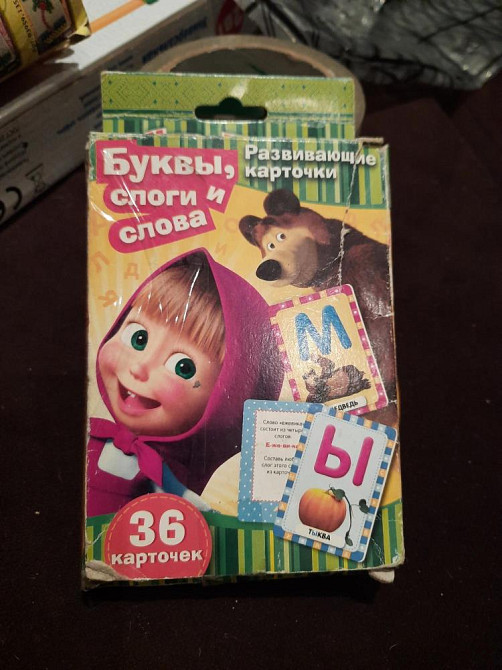 Буквы,
слоги и
слова
Развивающие
карточки
М
Ы
ТЫКВА
36
карточек